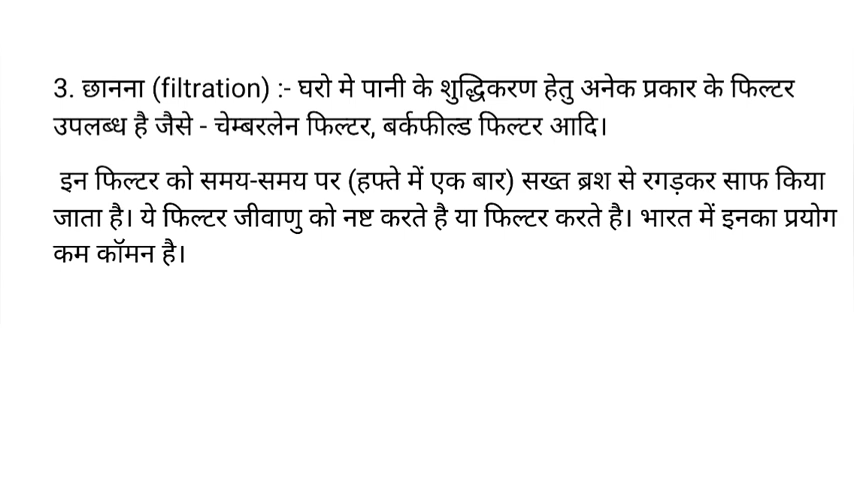 3. छानना (filtration) :- घरो मे पानी के शुद्धिकरण हेतु अनेक प्रकार के फिल्टर
उपलब्ध है जैसे - चेम्बरलेन फिल्टर, बर्कफील्ड फिल्टर आदि।
इन फिल्टर को समय-समय पर (हफ्ते में एक बार) सख्त ब्रश से रगड़कर साफ किया
जाता है। ये फिल्टर जीवाणु को नष्ट करते है या फिल्टर करते है। भारत में इनका प्रयोग
कम कॉमन है।